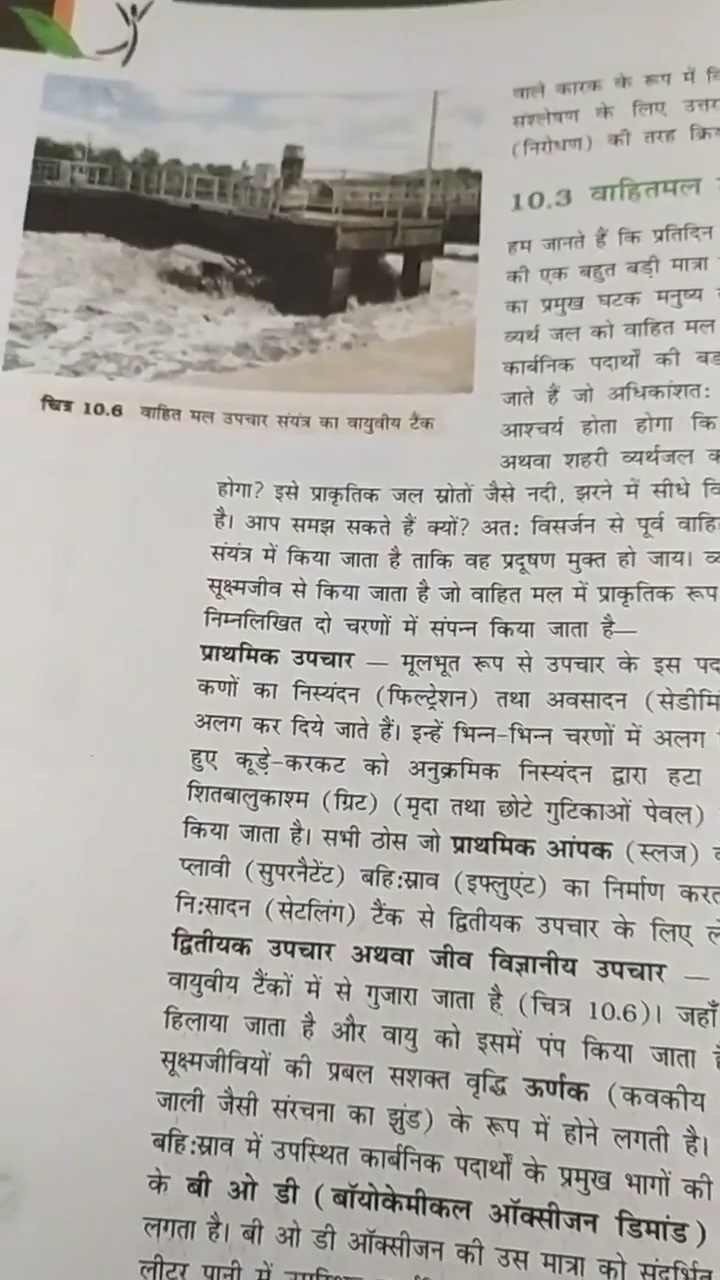 वाले कारक के रूप में
संश्लेषण के लिए
(निरोधण) की तरह
10.3 वाहितमल
हम जानते हैं कि प्रतिदिन
की एक बहुत बड़ी मात्रा
का प्रमुख घटक मनुष्य
व्यर्थ जल को वाहित मल
कार्बनिक पदार्थों की
जाते हैं जो अधिकांशत:
आश्चर्य होता होगा कि
अथवा शहरी व्यर्थजल
चित्र 10.6 वाहित मल उपचार संयंत्र का वायुवीय टैंक
होगा? इसे प्राकृतिक जल स्रोतों जैसे नदी, झरने में सीधे
है। आप समझ सकते हैं क्यों? अत: विसर्जन से पूर्व
संयंत्र में किया जाता है ताकि वह प्रदूषण मुक्त हो जाय।
सूक्ष्मजीव से किया जाता है जो वाहित मल में प्राकृतिक रूप
निम्नलिखित दो चरणों में संपन्न किया जाता है—
प्राथमिक उपचार — मूलभूत रूप से उपचार के इस
कणों का निस्यंदन (फिल्ट्रेशन) तथा अवसादन
अलग कर दिये जाते हैं। इन्हें भिन्न-भिन्न चरणों में अलग
हुए कूड़े-करकट को अनुक्रमिक निस्यंदन द्वारा हटा
शितबालुकाश्म (ग्रिट) (मृदा तथा छोटे गुटिकाओं पेवल)
किया जाता है। सभी ठोस जो प्राथमिक आंपक (स्लज)
प्लावी (सुपरनैटेंट) बहि:स्राव (इफ्लुएंट) का निर्माण
नि:सादन (सेटलिंग) टैंक से द्वितीयक उपचार के लिए
द्वितीयक उपचार अथवा जीव विज्ञानीय उपचार —
वायुवीय टैंकों में से गुजारा जाता है (चित्र 10.6)। जहाँ
हिलाया जाता है और वायु को इसमें पंप किया जाता
सूक्ष्मजीवियों की प्रबल सशक्त वृद्धि ऊर्णक (कवकीय
जाली जैसी संरचना का झुंड) के रूप में होने लगती है।
बहि:स्राव में उपस्थित कार्बनिक पदार्थों के प्रमुख भागों की
के बी ओ डी (बॉयोकेमीकल ऑक्सीजन डिमांड)
लगता है। बी ओ डी ऑक्सीजन की उस मात्रा को
लीटर पानी में